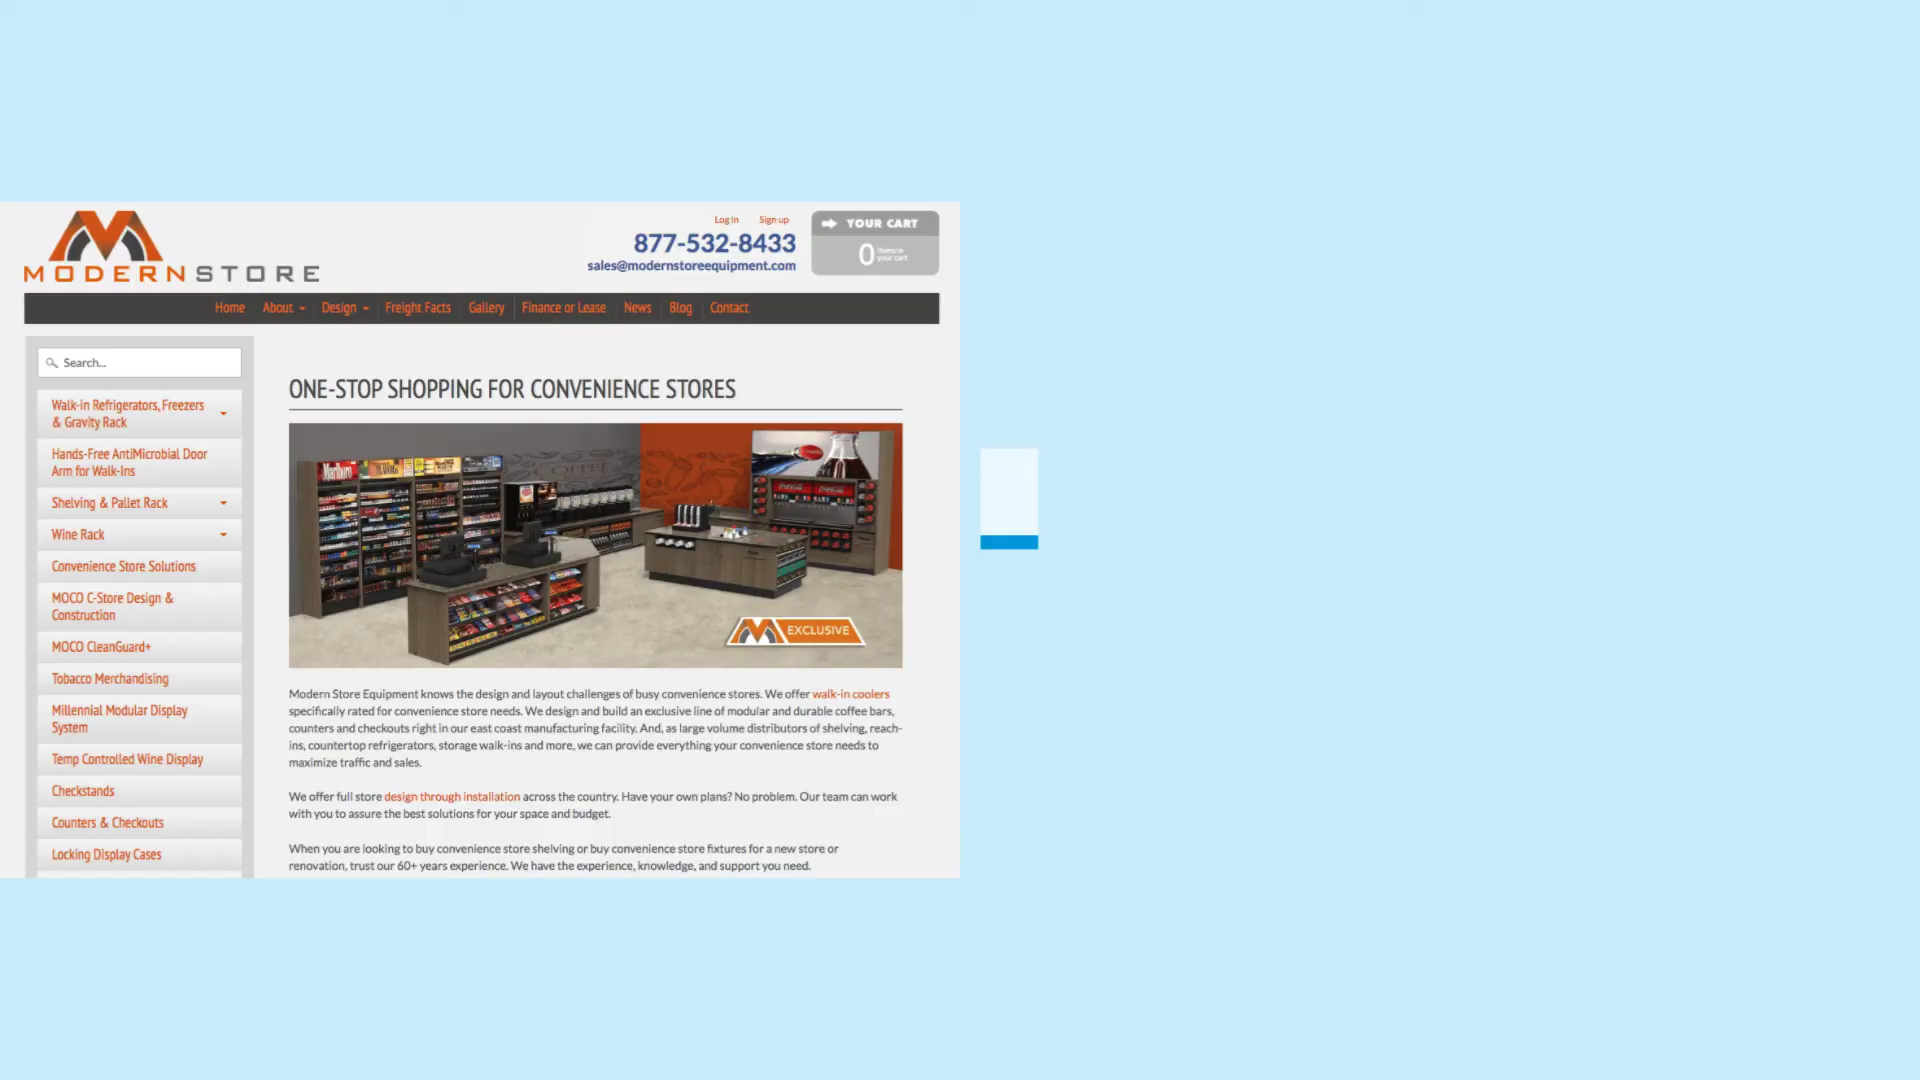 MODERNSTORE
Log In Sign up
877-532-8433
sales@modernstoreequipment.com
YOUR CART
0 items in your cart
Home About Design Freight Facts Gallery Finance or Lease News Blog Contact
Search...
Walk-in Refrigerators, Freezers
& Gravity Rack
Hands-Free AntiMicrobial Door
Arm for Walk-Ins
Shelving & Pallet Rack
Wine Rack
Convenience Store Solutions
MOCO C-Store Design &
Construction
MOCO CleanGuard+
Tobacco Merchandising
Millennial Modular Display
System
Temp Controlled Wine Display
Checkstands
Counters & Checkouts
Locking Display Cases
ONE-STOP SHOPPING FOR CONVENIENCE STORES
Marlboro
COFFEE
EXCLUSIVE
Modern Store Equipment knows the design and layout challenges of busy convenience stores. We offer walk-in coolers
specifically rated for convenience store needs. We design and build an exclusive line of modular and durable coffee bars,
counters and checkouts right in our east coast manufacturing facility. And, as large volume distributors of shelving, reach-
ins, countertop refrigerators, storage walk-ins and more, we can provide everything your convenience store needs to
maximize traffic and sales.
We offer full store design through installation across the country. Have your own plans? No problem. Our team can work
with you to assure the best solutions for your space and budget.
When you are looking to buy convenience store shelving or buy convenience store fixtures for a new store or
renovation, trust our 60+ years experience. We have the experience, knowledge, and support you need.